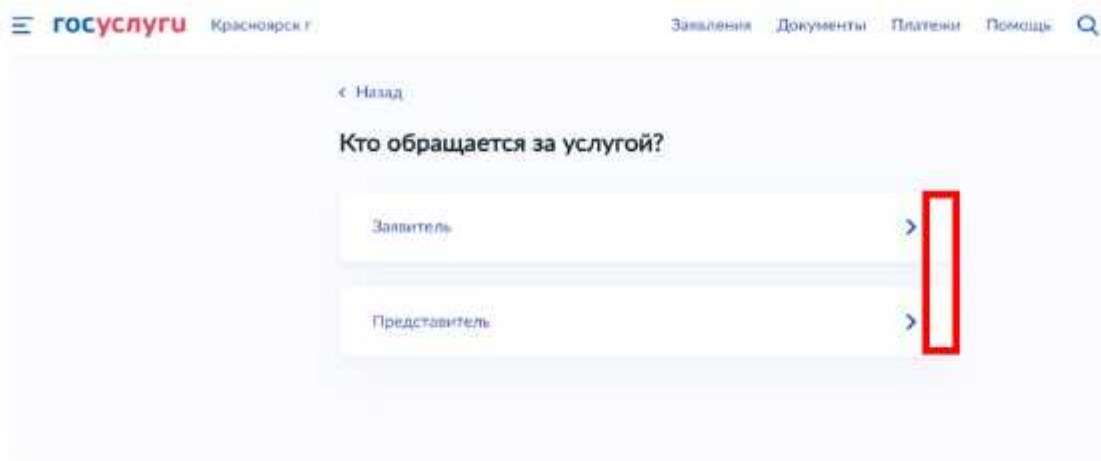 госуслуги Красноярск г Заявления Документы Платежи Помощь
Назад
Кто обращается за услугой?
Заявитель
Представитель